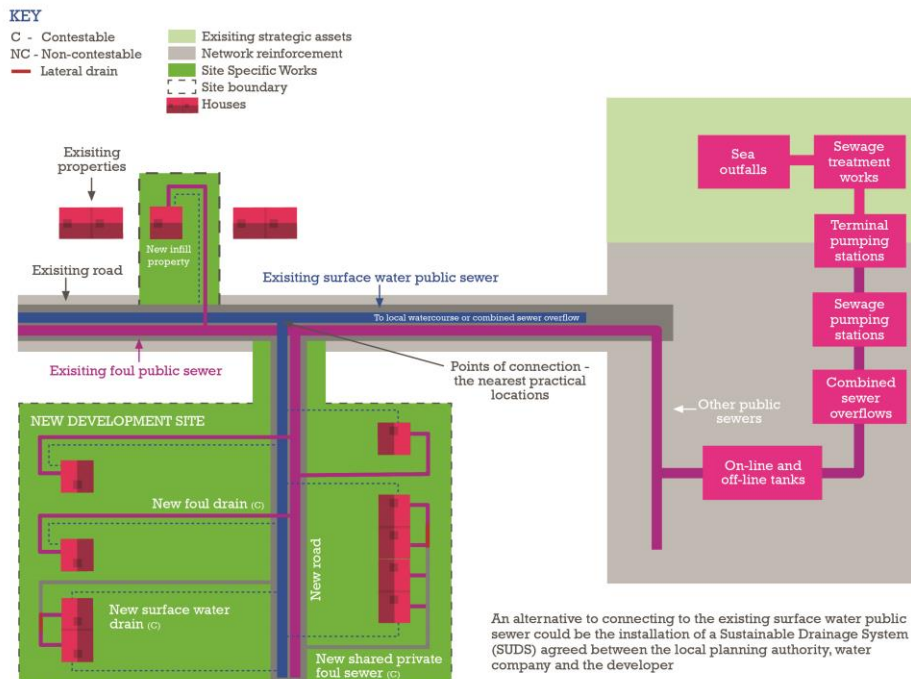 KEY
C - Contestable
NC - Non-contestable
Lateral drain
Exisiting strategic assets
Network reinforcement
Site Specific Works
Site boundary
Houses
Exisiting
properties
New infill
property
Exisiting road
Exisiting surface water public sewer
To local watercourse or combined sewer overflow
Exisiting foul public sewer
Points of connection -
the nearest practical
locations
Sea
outfalls
Sewage
treatment
works
Terminal
pumping
stations
Sewage
pumping
stations
Combined
sewer
overflows
Other public
sewers
On-line and
off-line tanks
NEW DEVELOPMENT SITE
New foul drain (C)
New road
New surface water
drain (C)
New shared private
foul sewer (C)
An alternative to connecting to the existing surface water public
sewer could be the installation of a Sustainable Drainage System
(SUDS) agreed between the local planning authority, water
company and the developer